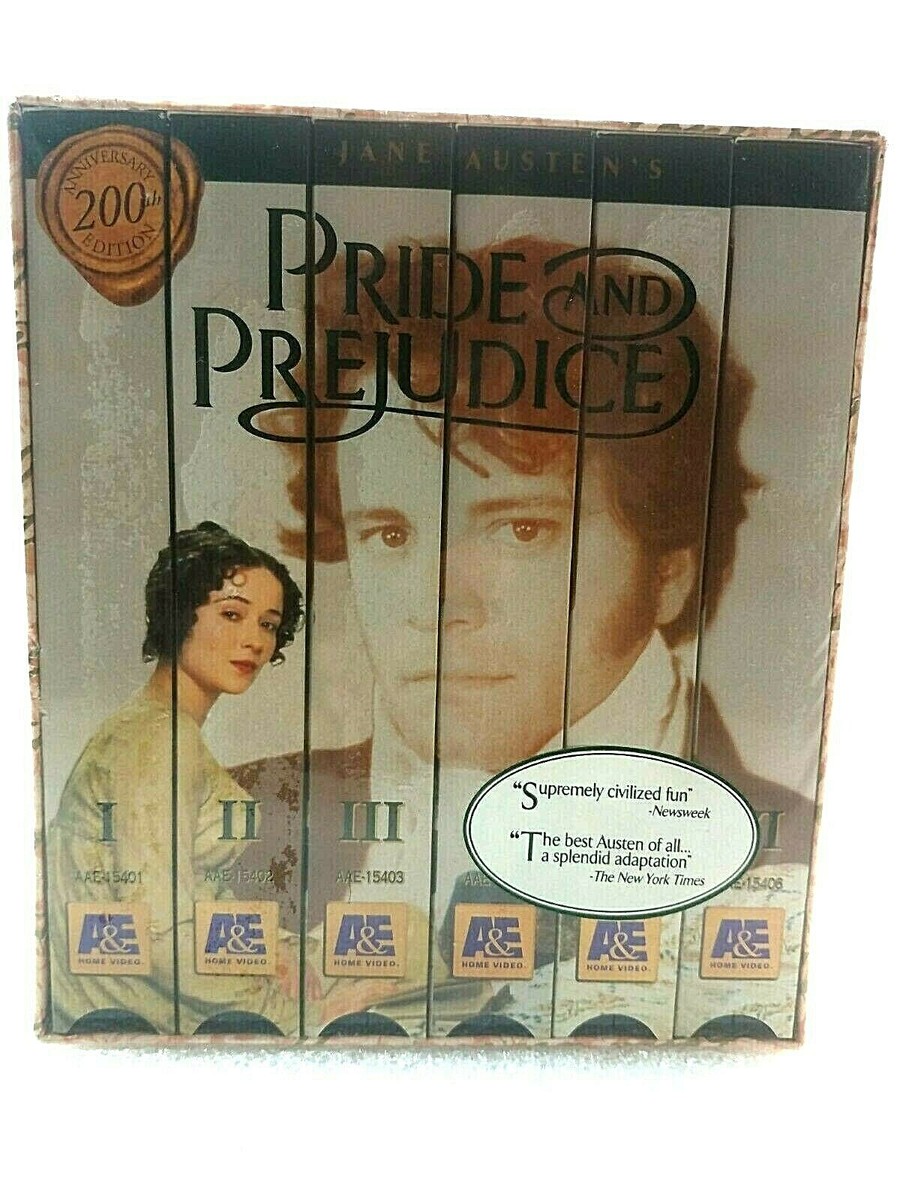 ANNIVERSARY
200th
EDITION
JANE AUSTEN'S
PRIDE AND
PREJUDICE
"Supremely civilized fun"
-Newsweek
"The best Austen of all...
a splendid adaptation"
-The New York Times
I II III
AAE-15401 AAE-15402 AAE-15403
A&E A&E A&E A&E A&E A&E
HOME VIDEO. HOME VIDEO. HOME VIDEO. HOME VIDEO. HOME VIDEO. HOME VIDEO.